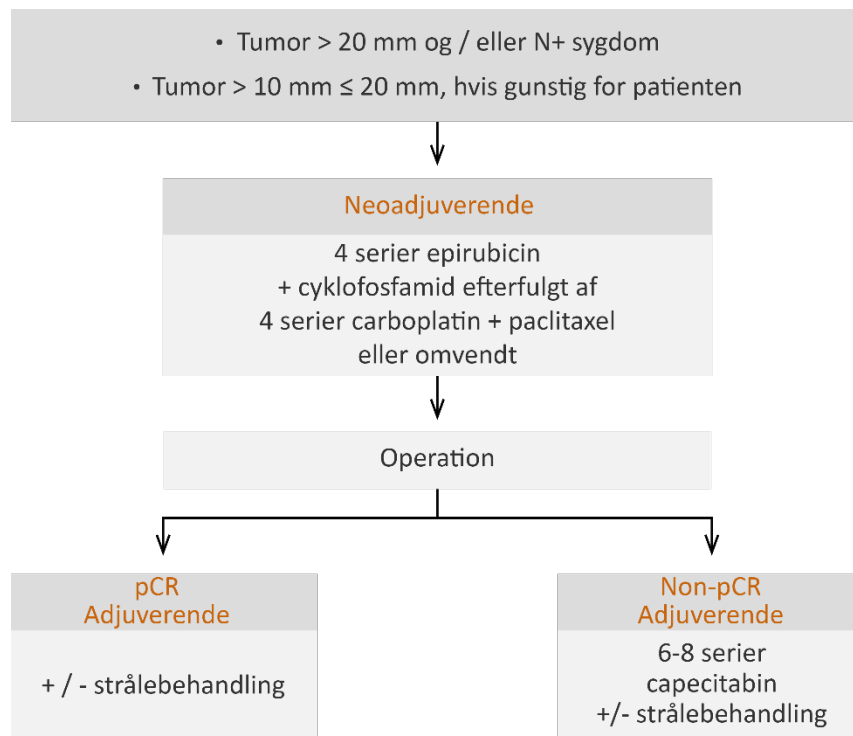 • Tumor > 20 mm og / eller N+ sygdom
• Tumor > 10 mm ≤ 20 mm, hvis gunstig for patienten
Neoadjuverende
4 serier epirubicin
+ cyklofosfamid efterfulgt af
4 serier carboplatin + paclitaxel
eller omvendt
Operation
pCR
Adjuverende
+ / - strålebehandling
Non-pCR
Adjuverende
6-8 serier
capecitabin
+/- strålebehandling